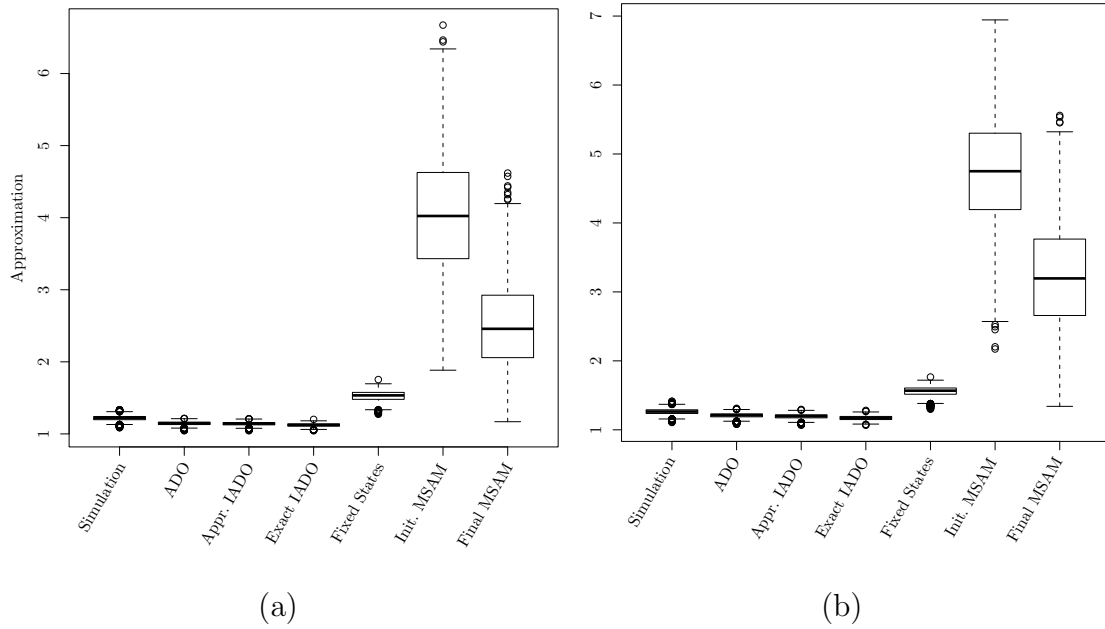 Approximation
6
5
4
3
2
1
Simulation
ADO
Appr. IADO
Exact IADO
Fixed States
Init. MSAM
Final MSAM
(a)
7
6
5
4
3
2
1
Simulation
ADO
Appr. IADO
Exact IADO
Fixed States
Init. MSAM
Final MSAM
(b)